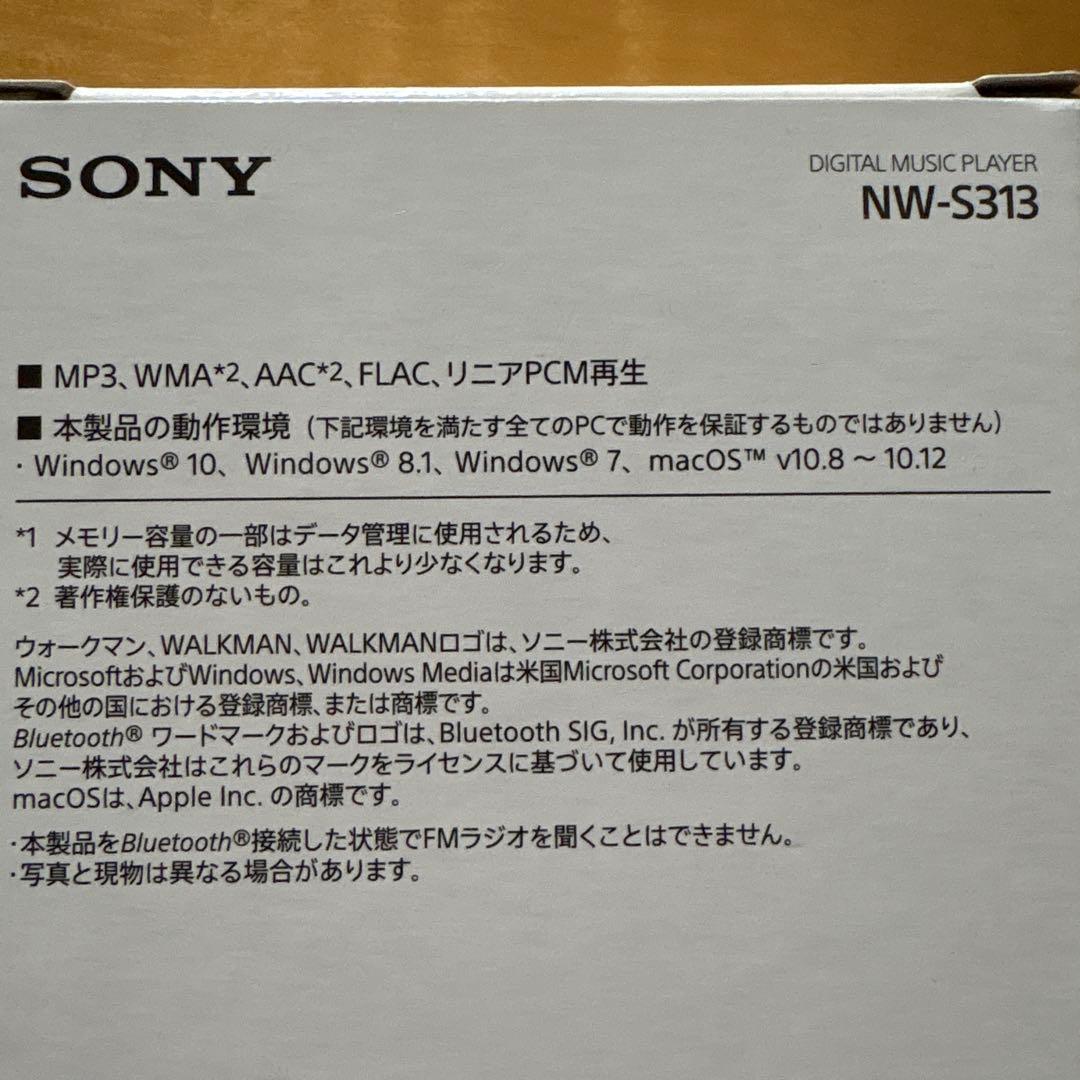 SONY
DIGITAL MUSIC PLAYER
NW-S313
■ MP3、WMA*2、AAC*2、FLAC、リニアPCM再生
■ 本製品の動作環境（下記環境を満たす全てのPCで動作を保証するものではありません）
・Windows® 10、Windows® 8.1、Windows® 7、macOS™ v10.8 ～ 10.12
*1 メモリー容量の一部はデータ管理に使用されるため、
実際に使用できる容量はこれより少なくなります。
*2 著作権保護のないもの。
ウォークマン、WALKMAN、WALKMANロゴは、ソニー株式会社の登録商標です。
MicrosoftおよびWindows、Windows Mediaは米国Microsoft Corporationの米国および
その他の国における登録商標、または商標です。
Bluetooth® ワードマークおよびロゴは、Bluetooth SIG, Inc. が所有する登録商標であり、
ソニー株式会社はこれらのマークをライセンスに基づいて使用しています。
macOSは、Apple Inc. の商標です。
・本製品をBluetooth®接続した状態でFMラジオを聞くことはできません。
・写真と現物は異なる場合があります。